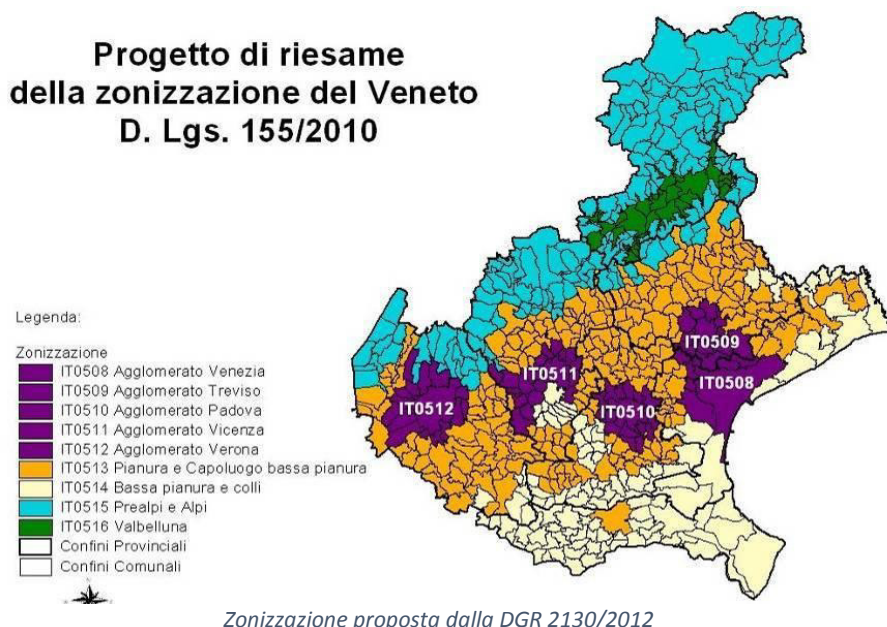 Progetto di riesame
della zonizzazione del Veneto
D. Lgs. 155/2010
IT0509
IT0511
IT0508
IT0512
IT0510
Legenda:
Zonizzazione
IT0508 Agglomerato Venezia
IT0509 Agglomerato Treviso
IT0510 Agglomerato Padova
IT0511 Agglomerato Vicenza
IT0512 Agglomerato Verona
IT0513 Pianura e Capoluogo bassa pianura
IT0514 Bassa pianura e colli
IT0515 Prealpi e Alpi
IT0516 Valbelluna
Confini Provinciali
Confini Comunali
Zonizzazione proposta dalla DGR 2130/2012